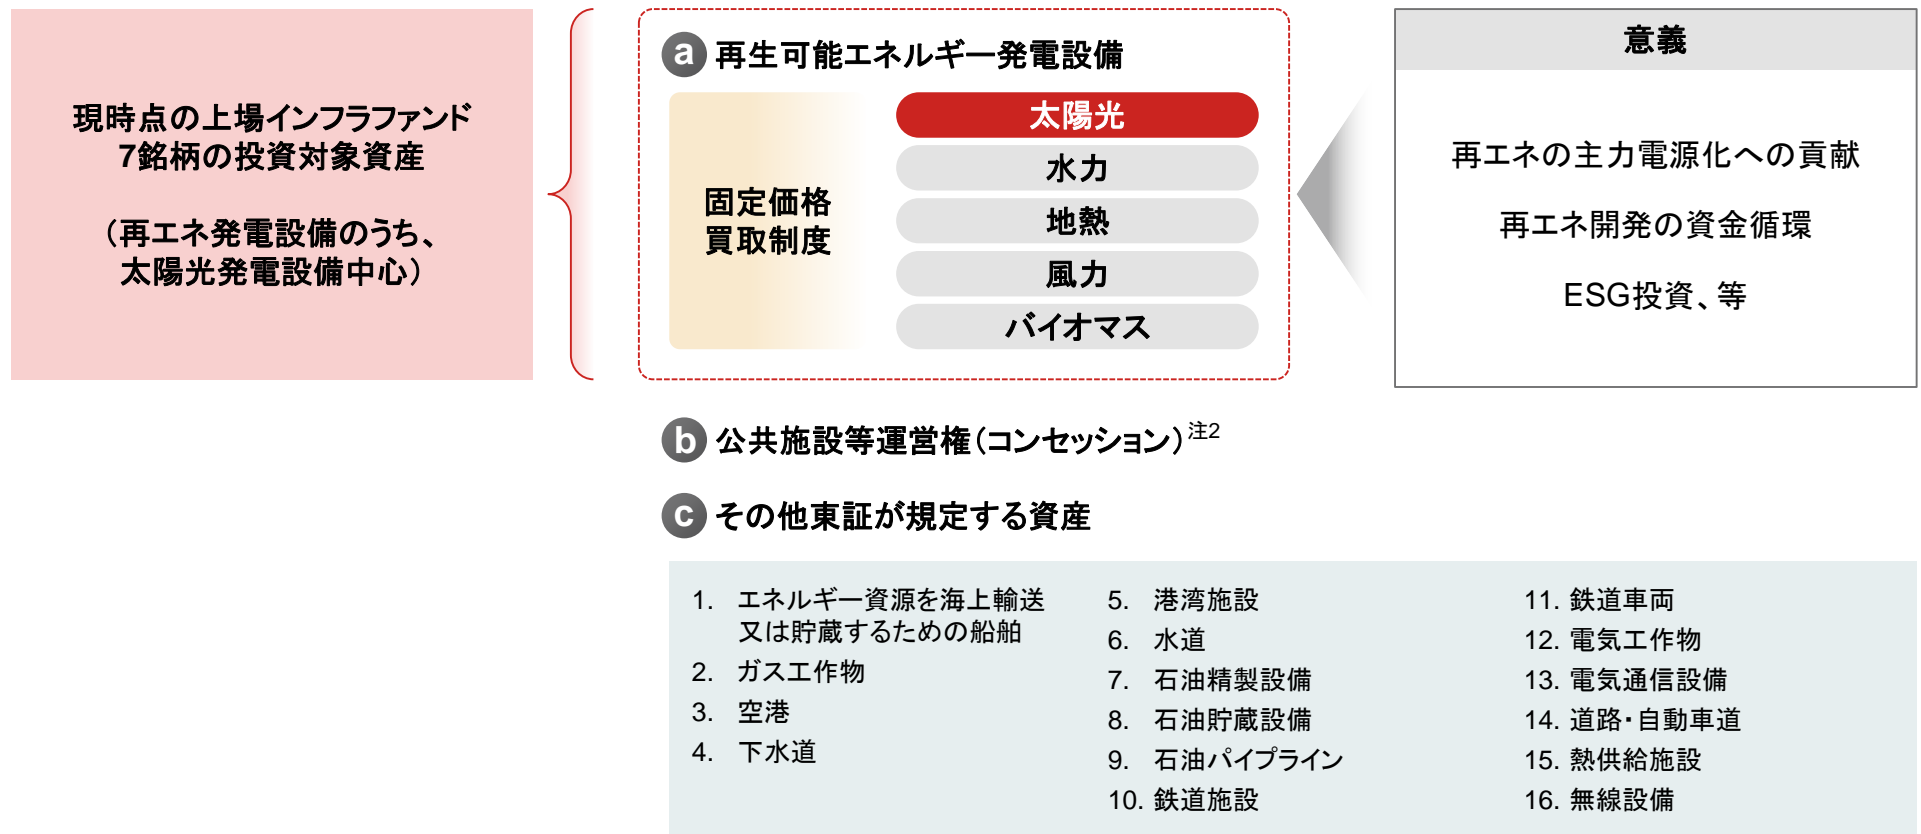 現時点の上場インフラファンド
7銘柄の投資対象資産
（再エネ発電設備のうち、
太陽光発電設備中心）
a 再生可能エネルギー発電設備
固定価格
買取制度
太陽光
水力
地熱
風力
バイオマス
意義
再エネの主力電源化への貢献
再エネ開発の資金循環
ESG投資、等
b 公共施設等運営権（コンセッション）注2
c その他東証が規定する資産
1. エネルギー資源を海上輸送
又は貯蔵するための船舶
2. ガス工作物
3. 空港
4. 下水道
5. 港湾施設
6. 水道
7. 石油精製設備
8. 石油貯蔵設備
9. 石油パイプライン
10. 鉄道施設
11. 鉄道車両
12. 電気工作物
13. 電気通信設備
14. 道路・自動車道
15. 熱供給施設
16. 無線設備